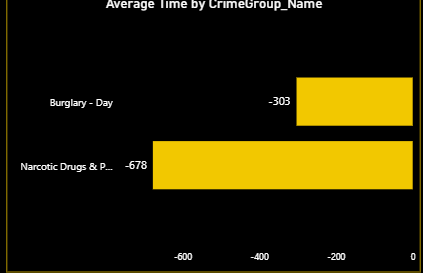 Average Time by CrimeGroup_Name
Burglary - Day
-303
Narcotic Drugs & P...
-678
-600 -400 -200 0